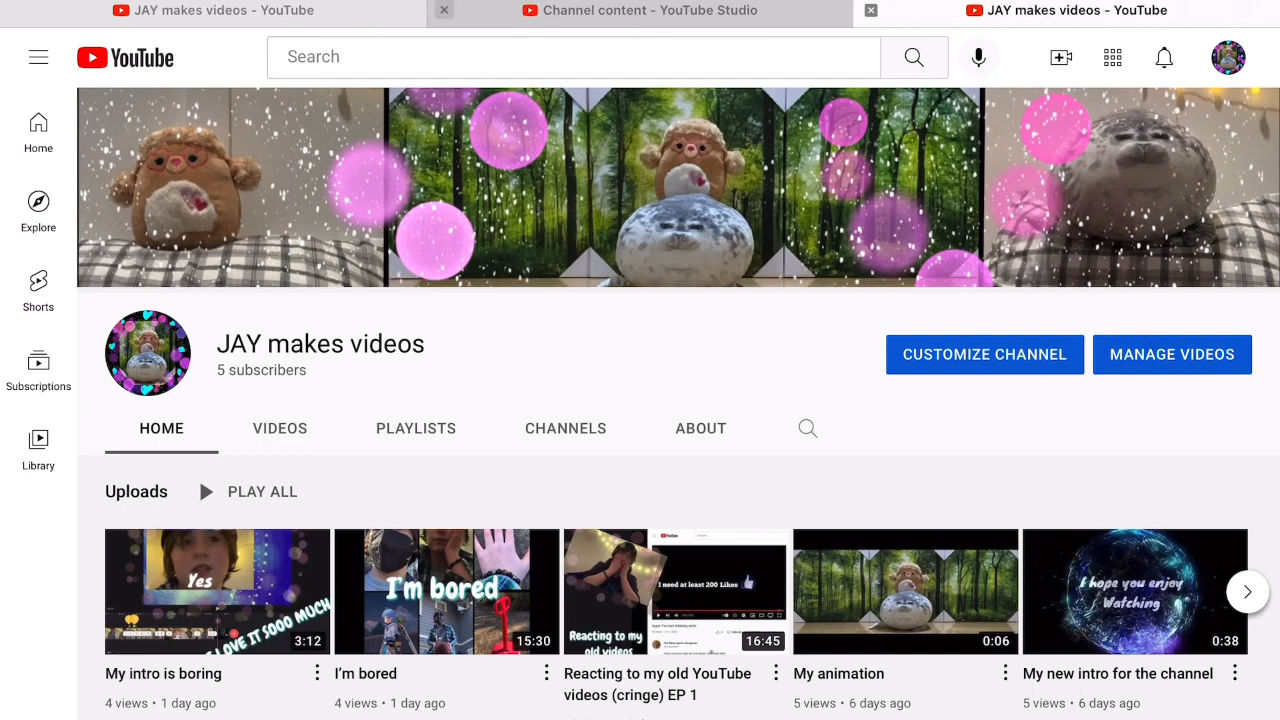 JAY makes videos - YouTube
Channel content - YouTube Studio
JAY makes videos - YouTube
YouTube
Search
Home
Explore
Shorts
Subscriptions
Library
JAY makes videos
5 subscribers
CUSTOMIZE CHANNEL
MANAGE VIDEOS
HOME
VIDEOS
PLAYLISTS
CHANNELS
ABOUT
Uploads
PLAY ALL
Yes
LOVE IT SOOO MUCH
3:12
I'm bored
15:30
I need at least 200 Likes
Reacting to my
old videos
16:45
0:06
I hope you enjoy
Watching
0:38
My intro is boring
4 views • 1 day ago
I'm bored
4 views • 1 day ago
Reacting to my old YouTube
videos (cringe) EP 1
My animation
5 views • 6 days ago
My new intro for the channel
5 views • 6 days ago